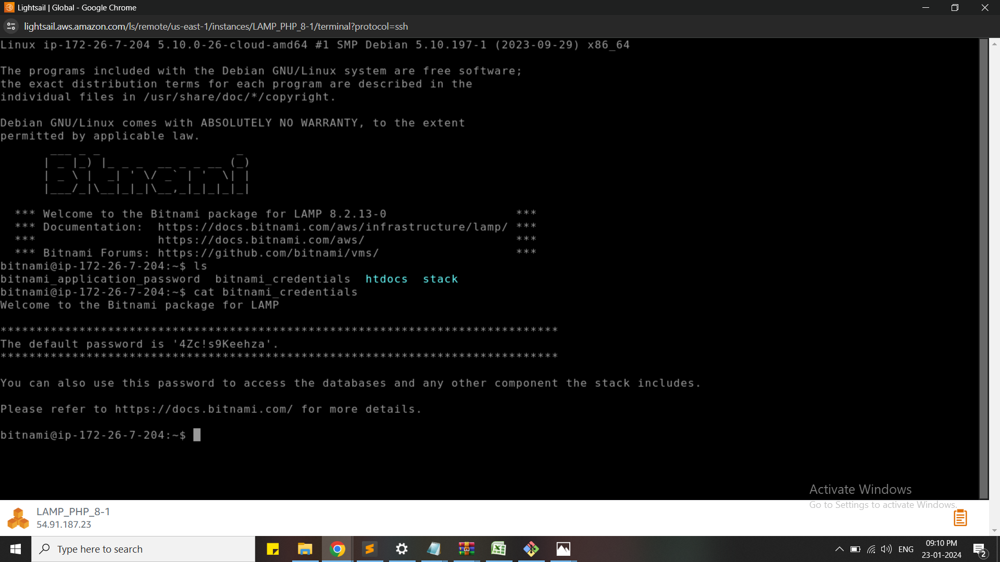 Lightsail | Global - Google Chrome
lightsail.aws.amazon.com/ls/remote/us-east-1/instances/LAMP_PHP_8-1/terminal?protocol=ssh
Linux ip-172-26-7-204 5.10.0-26-cloud-amd64 #1 SMP Debian 5.10.197-1 (2023-09-29) x86_64
The programs included with the Debian GNU/Linux system are free software;
the exact distribution terms for each program are described in the
individual files in /usr/share/doc/*/copyright.
Debian GNU/Linux comes with ABSOLUTELY NO WARRANTY, to the extent
permitted by applicable law.
Bitnami
*** Welcome to the Bitnami package for LAMP 8.2.13-0 ***
*** Documentation: https://docs.bitnami.com/aws/infrastructure/lamp/ ***
*** https://docs.bitnami.com/aws/ ***
*** Bitnami Forums: https://github.com/bitnami/vms/ ***
bitnami@ip-172-26-7-204:~$ ls
bitnami_application_password bitnami_credentials htdocs stack
bitnami@ip-172-26-7-204:~$ cat bitnami_credentials
Welcome to the Bitnami package for LAMP
******************************************************************************
The default password is '4Zc!s9Keehza'.
******************************************************************************
You can also use this password to access the databases and any other component the stack includes.
Please refer to https://docs.bitnami.com/ for more details.
bitnami@ip-172-26-7-204:~$
Activate Windows
Go to Settings to activate Windows.
LAMP_PHP_8-1
54.91.187.23
Type here to search
ENG
09:10 PM
23-01-2024
2